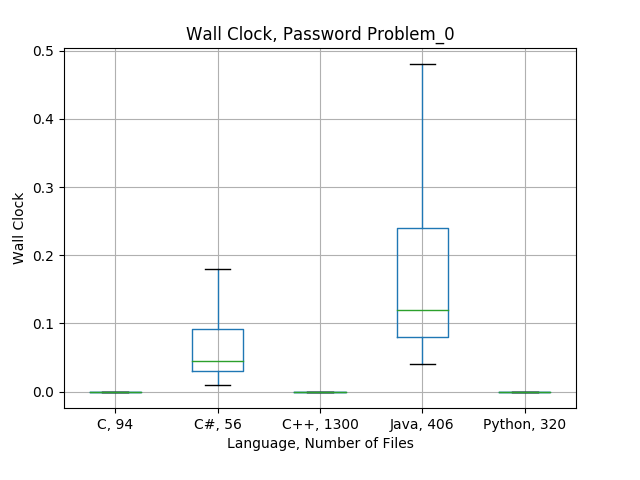 Wall Clock, Password Problem_0
0.5
0.4
0.3
0.2
0.1
0.0
Wall Clock
C, 94
C#, 56
C++, 1300
Java, 406
Python, 320
Language, Number of Files